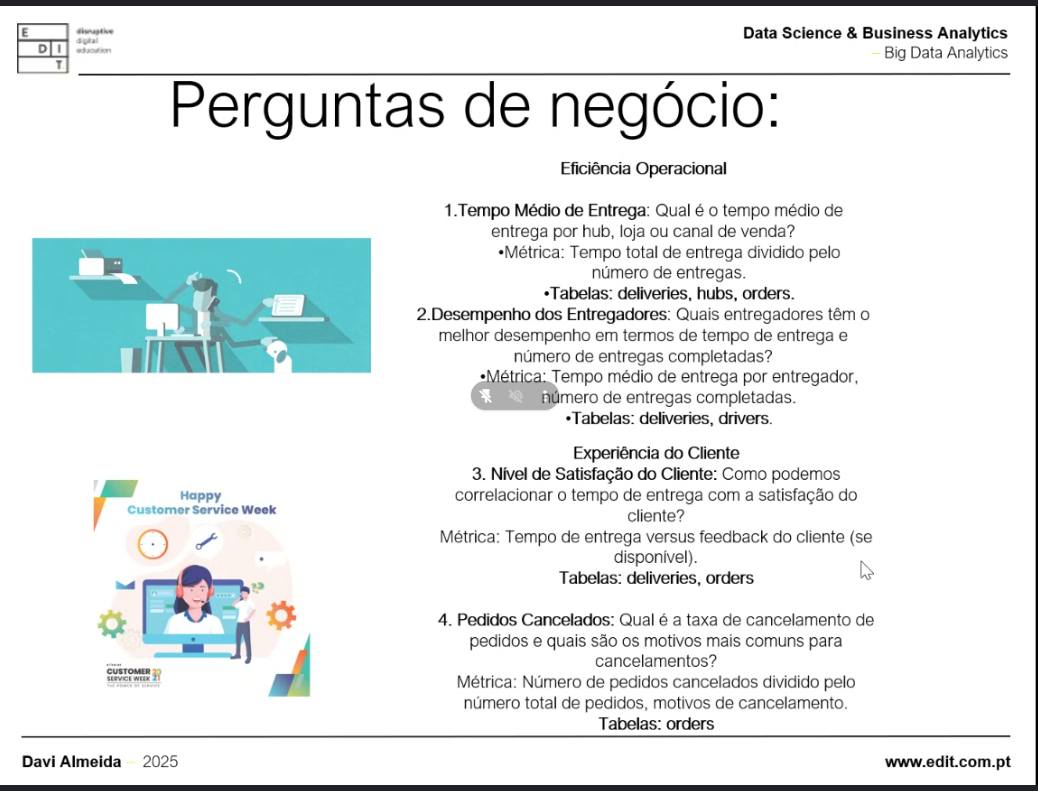 E
D I
T
disruptive
digital
education
Data Science & Business Analytics
– Big Data Analytics
Perguntas de negócio:
Eficiência Operacional
1.Tempo Médio de Entrega: Qual é o tempo médio de
entrega por hub, loja ou canal de venda?
•Métrica: Tempo total de entrega dividido pelo
número de entregas.
•Tabelas: deliveries, hubs, orders.
2.Desempenho dos Entregadores: Quais entregadores têm o
melhor desempenho em termos de tempo de entrega e
número de entregas completadas?
•Métrica: Tempo médio de entrega por entregador,
número de entregas completadas.
•Tabelas: deliveries, drivers.
Experiência do Cliente
3. Nível de Satisfação do Cliente: Como podemos
correlacionar o tempo de entrega com a satisfação do
cliente?
Métrica: Tempo de entrega versus feedback do cliente (se
disponível).
Tabelas: deliveries, orders
4. Pedidos Cancelados: Qual é a taxa de cancelamento de
pedidos e quais são os motivos mais comuns para
cancelamentos?
Métrica: Número de pedidos cancelados dividido pelo
número total de pedidos, motivos de cancelamento.
Tabelas: orders
Happy
Customer Service Week
CUSTOMER 20
SERVICE WEEK 21
THE POWER OF SERVICE
Davi Almeida – 2025
www.edit.com.pt